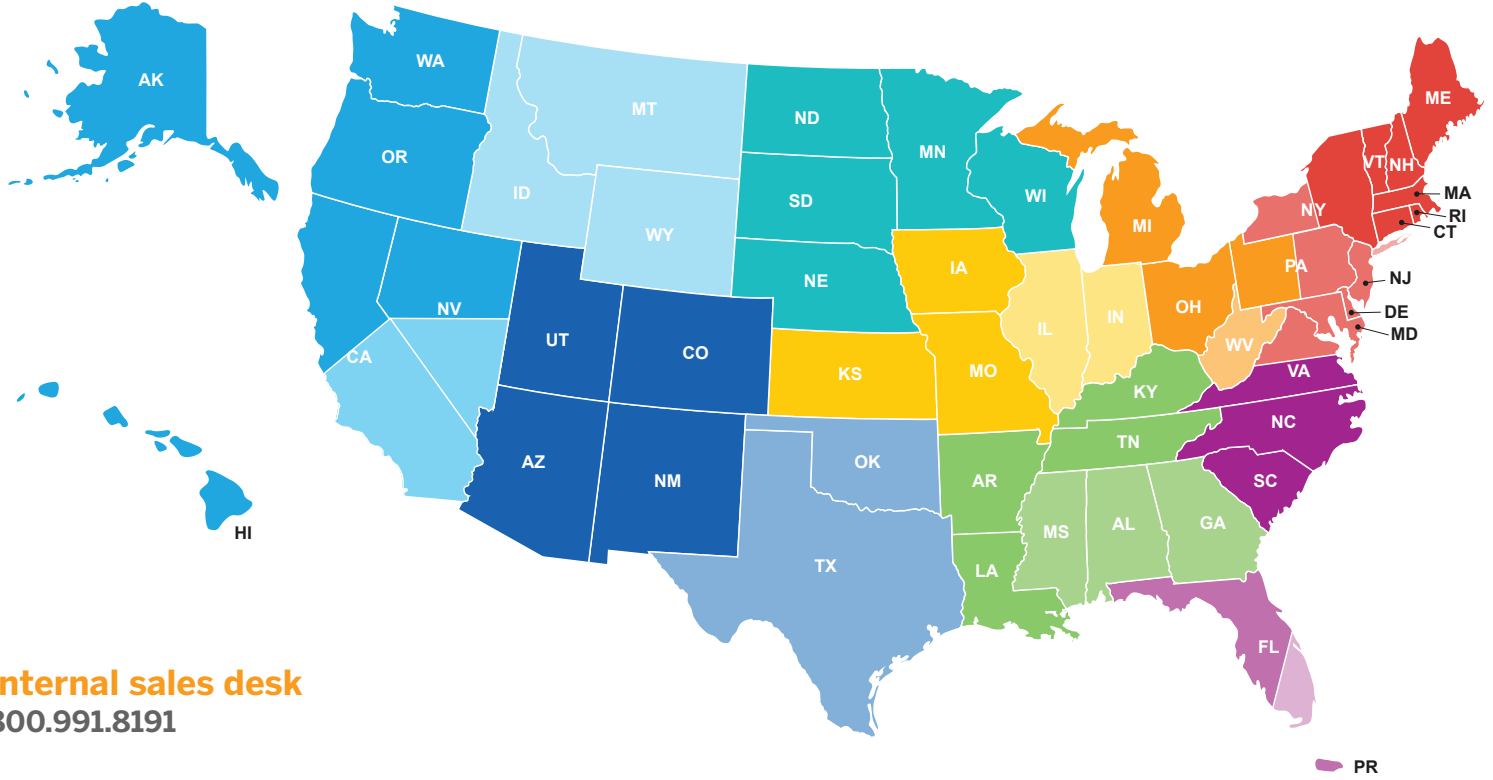 AK
WA
MT
ND
MN
ME
OR
ID
SD
WI
VT
NH
MA
NY
RI
CT
MI
WY
IA
NE
PA
NJ
NV
OH
DE
IL
IN
MD
UT
CO
CA
KS
MO
WV
VA
KY
NC
TN
AZ
NM
OK
AR
SC
HI
MS
AL
GA
TX
LA
FL
nternal sales desk
800.991.8191
PR